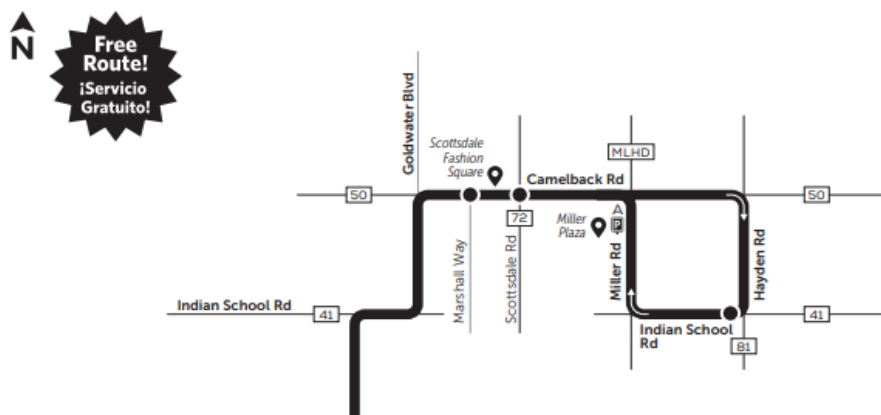 N
Free
Route!
¡Servicio
Gratuito!
Goldwater Blvd
Scottsdale
Fashion
Square
MLHD
Camelback Rd
50
50
72
A
P
Miller
Plaza
Miller Rd
Hayden Rd
Marshall Way
Scottsdale Rd
Indian School Rd
41
41
Indian School
Rd
81